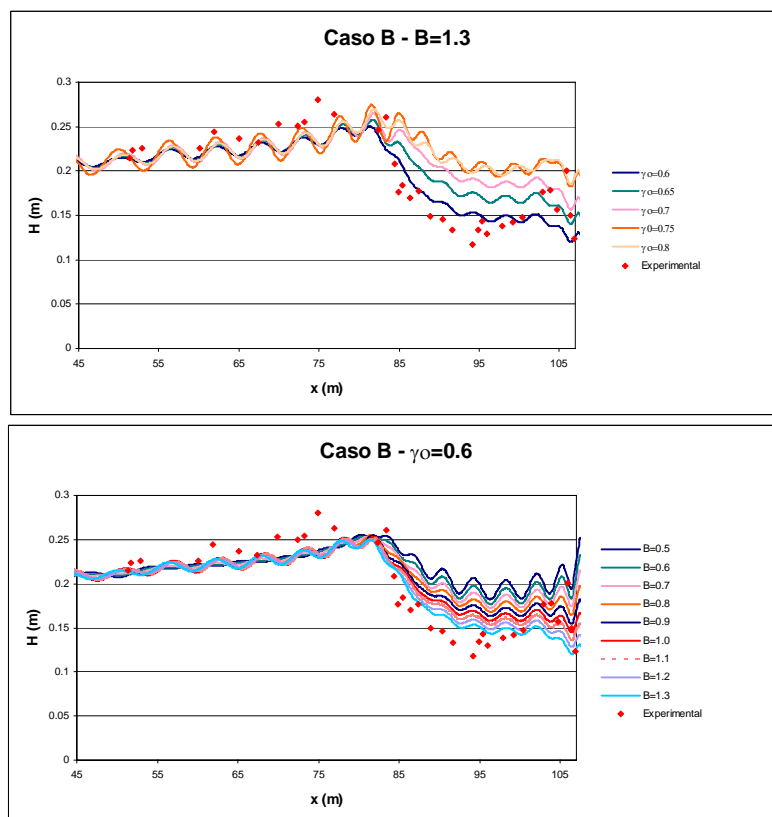 Caso B - B=1.3
0.3
0.25
0.2
0.15
0.1
0.05
0
H (m)
45 55 65 75 85 95 105
x (m)
γo=0.6
γo=0.65
γo=0.7
γo=0.75
γo=0.8
Experimental
Caso B - γo=0.6
0.3
0.25
0.2
0.15
0.1
0.05
0
H (m)
45 55 65 75 85 95 105
x (m)
B=0.5
B=0.6
B=0.7
B=0.8
B=0.9
B=1.0
B=1.1
B=1.2
B=1.3
Experimental